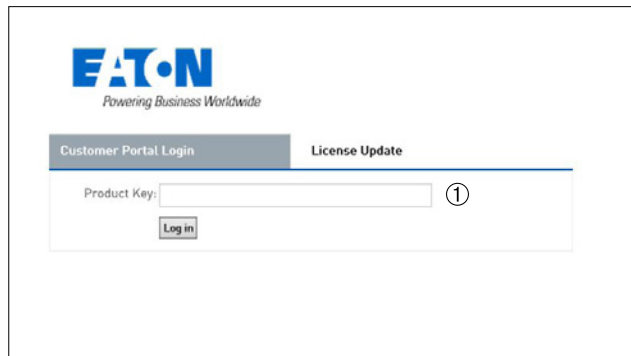 EATON
Powering Business Worldwide
Customer Portal Login License Update
Product Key: ①
Log in